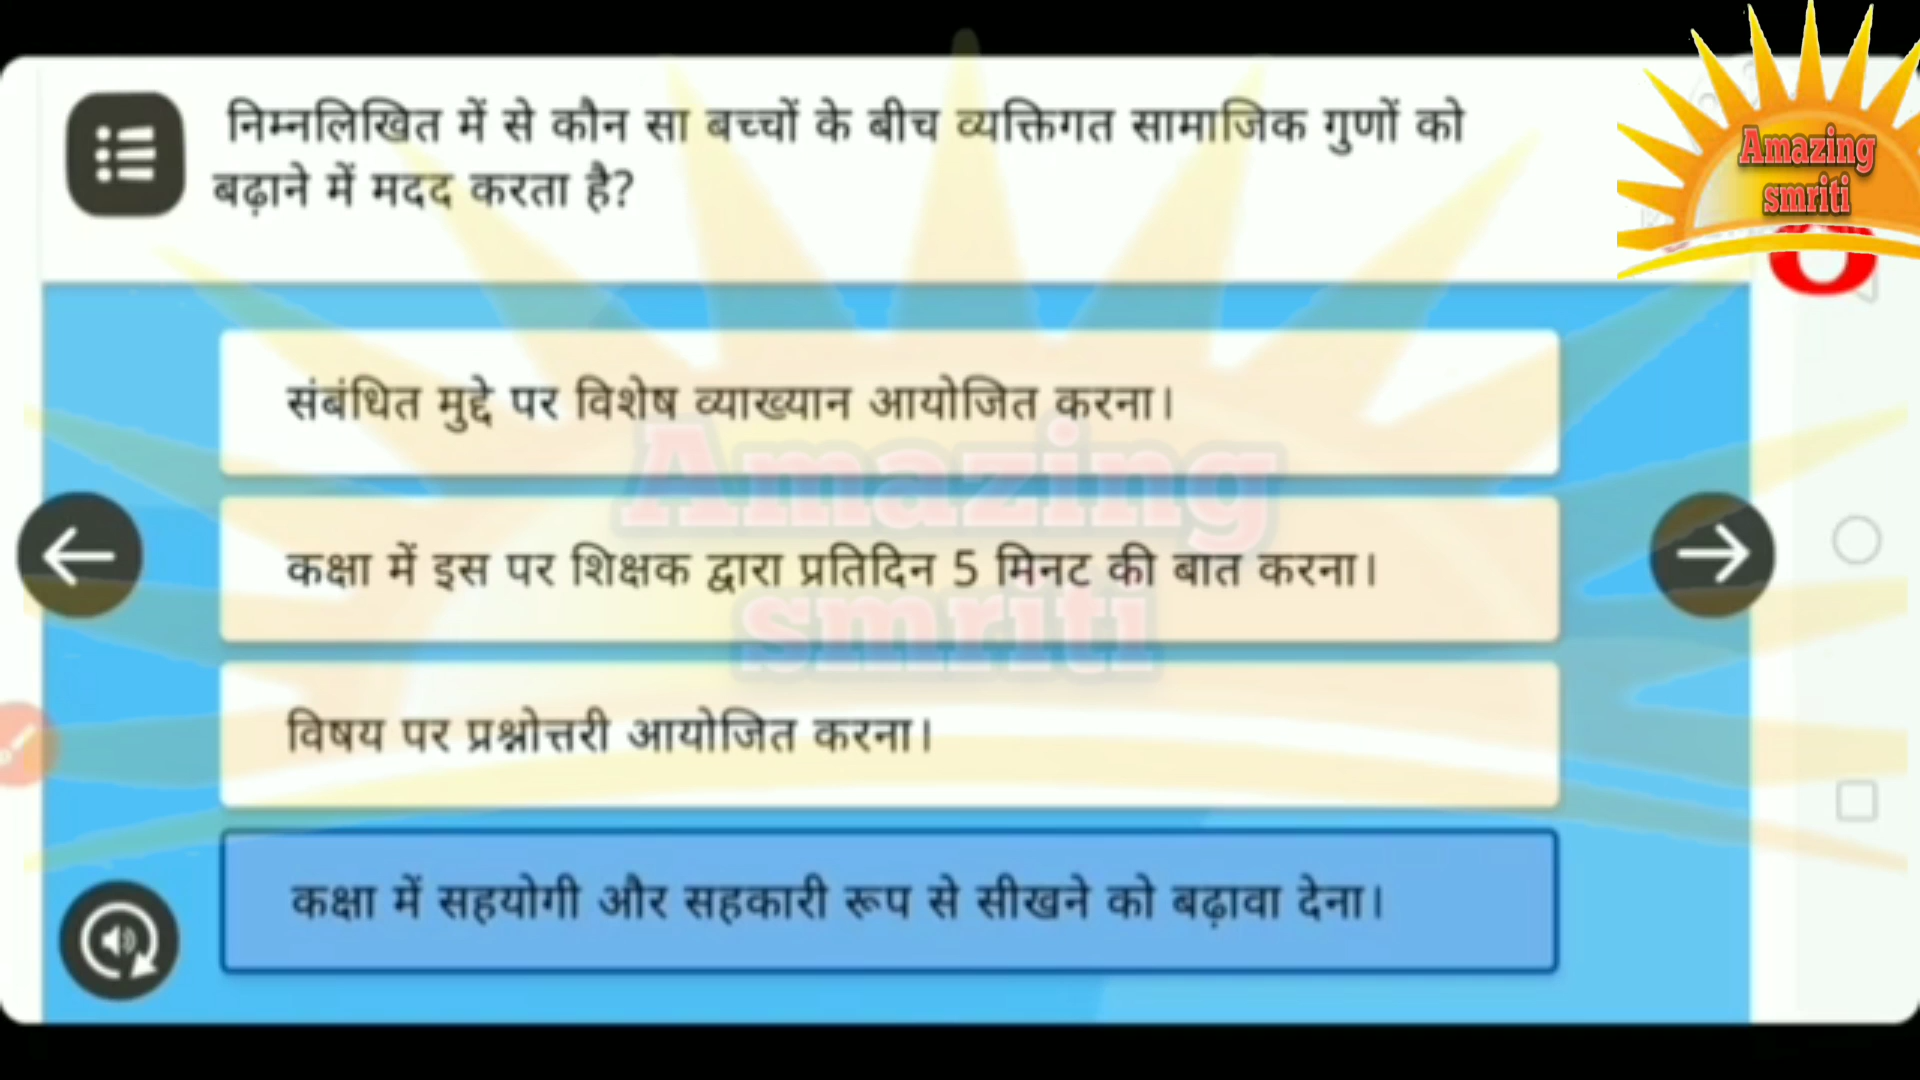 निम्नलिखित में से कौन सा बच्चों के बीच व्यक्तिगत सामाजिक गुणों को
बढ़ाने में मदद करता है?
Amazing
smriti
संबंधित मुद्दे पर विशेष व्याख्यान आयोजित करना।
Amazing
कक्षा में इस पर शिक्षक द्वारा प्रतिदिन 5 मिनट की बात करना।
smriti
विषय पर प्रश्नोत्तरी आयोजित करना।
कक्षा में सहयोगी और सहकारी रूप से सीखने को बढ़ावा देना।